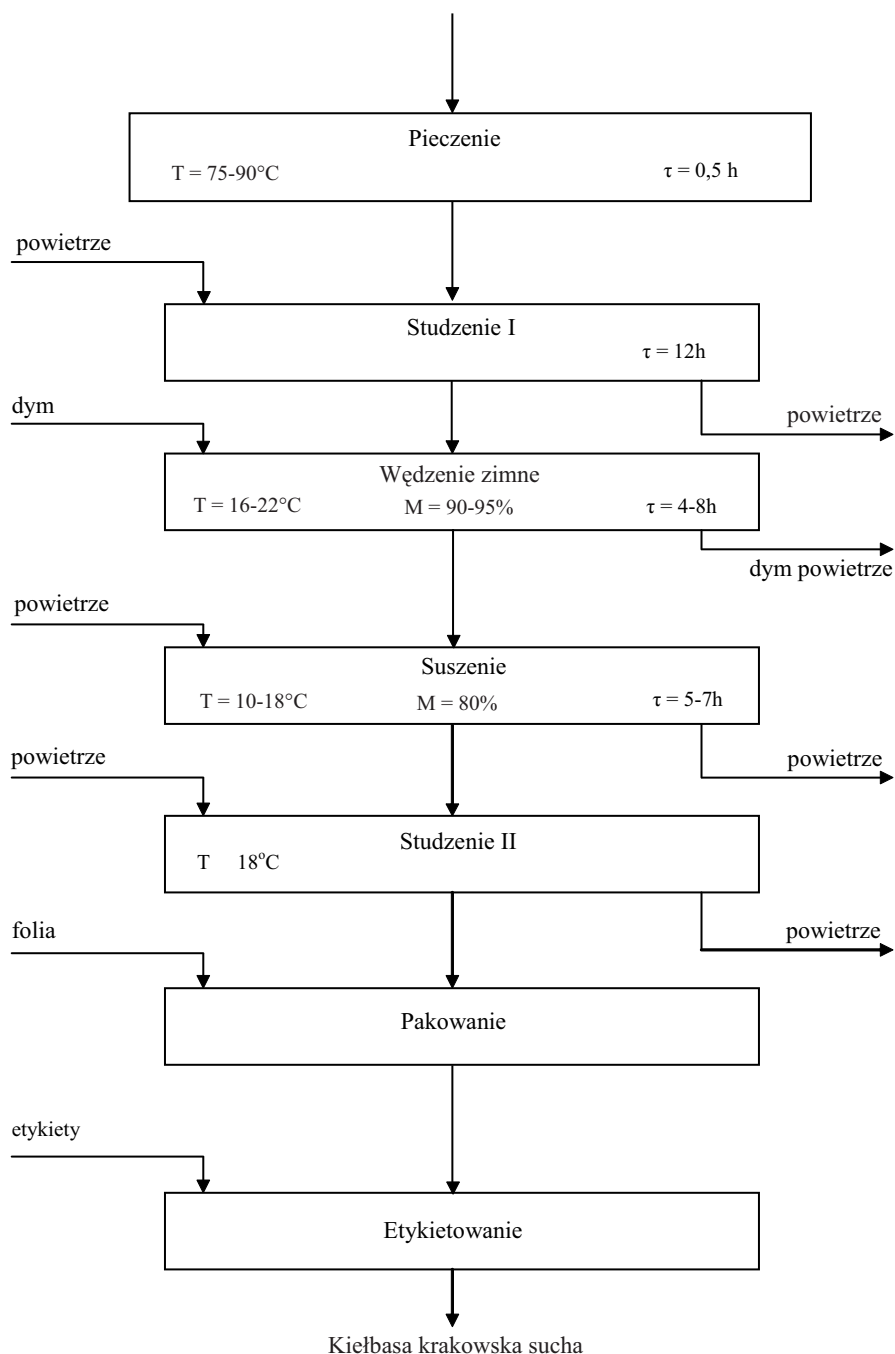 Pieczenie
T = 75-90°C τ = 0,5 h
powietrze
Studzenie I
τ = 12h
dym
powietrze
Wędzenie zimne
T = 16-22°C M = 90-95% τ = 4-8h
dym powietrze
powietrze
Suszenie
T = 10-18°C M = 80% τ = 5-7h
powietrze
powietrze
Studzenie II
T 18°C
folia
powietrze
Pakowanie
etykiety
Etykietowanie
Kiełbasa krakowska sucha